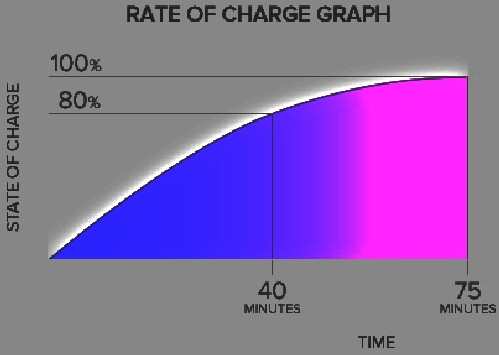 RATE OF CHARGE GRAPH
100%
80%
STATE OF CHARGE
40
MINUTES
75
MINUTES
TIME